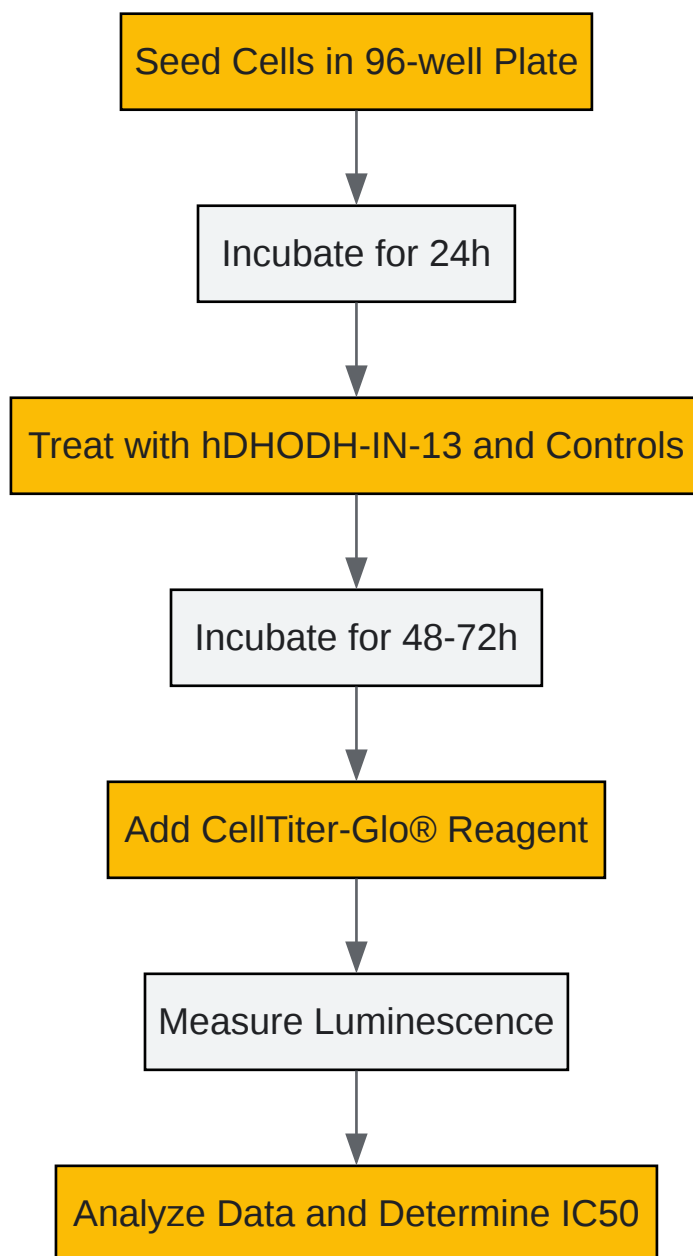 Seed Cells in 96-well Plate
Incubate for 24h
Treat with hDHODH-IN-13 and Controls
Incubate for 48-72h
Add CellTiter-Glo® Reagent
Measure Luminescence
Analyze Data and Determine IC50